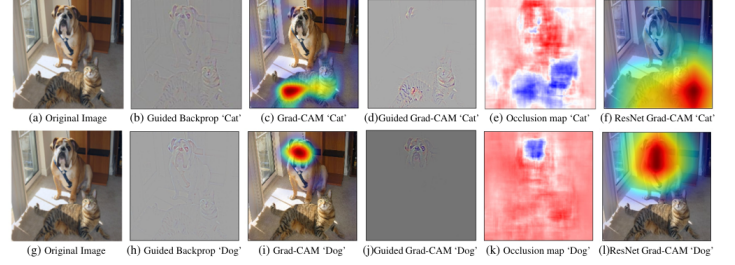 (a) Original Image (b) Guided Backprop ‘Cat’ (c) Grad-CAM ‘Cat’ (d)Guided Grad-CAM ‘Cat’ (e) Occlusion map ‘Cat’ (f) ResNet Grad-CAM ‘Cat’
(g) Original Image (h) Guided Backprop ‘Dog’ (i) Grad-CAM ‘Dog’ (j)Guided Grad-CAM ‘Dog’ (k) Occlusion map ‘Dog’ (l)ResNet Grad-CAM ‘Dog’